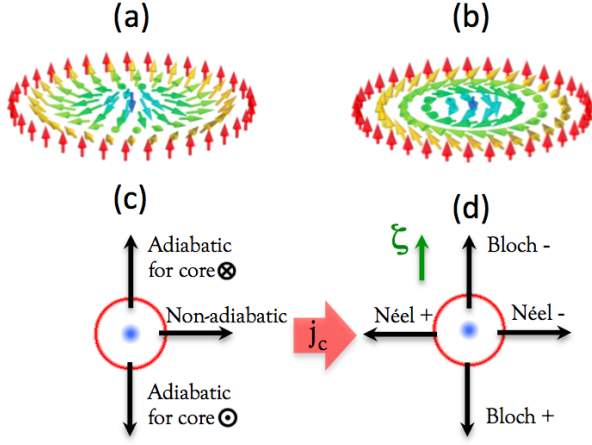 (a)
(b)
(c)
(d)
Adiabatic
for core ⊗
ζ
Bloch -
Non-adiabatic
j_c
Néel +
Néel -
Adiabatic
for core ⊙
Bloch +